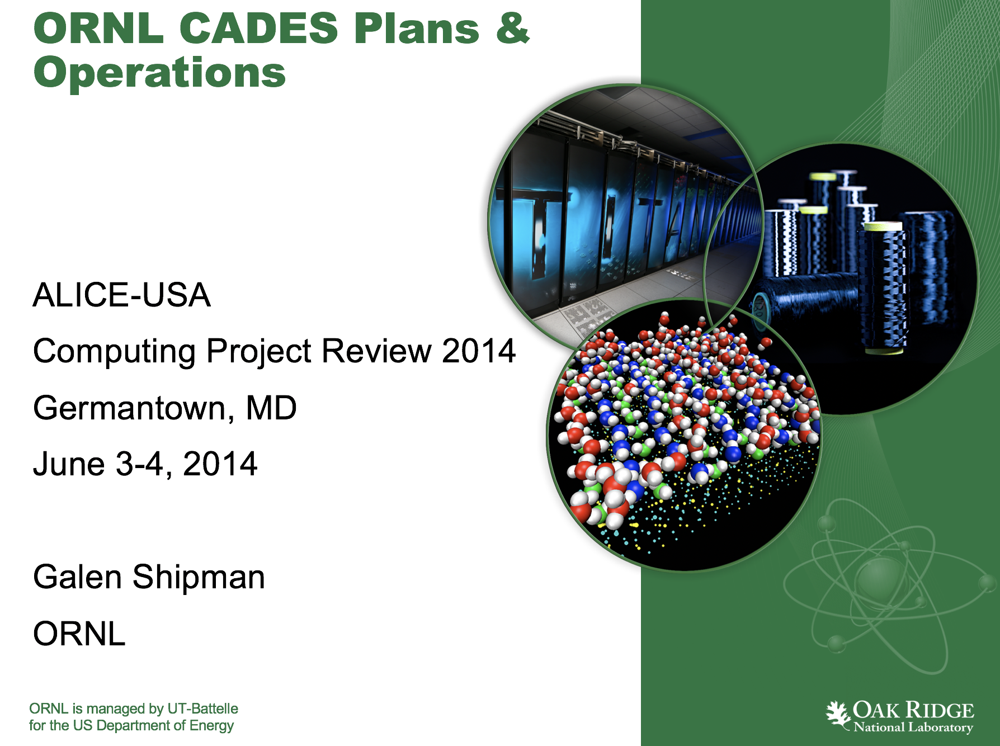 ORNL CADES Plans &
Operations
TITAN
ALICE-USA
Computing Project Review 2014
Germantown, MD
June 3-4, 2014
Galen Shipman
ORNL
ORNL is managed by UT-Battelle
for the US Department of Energy
OAK RIDGE
National Laboratory